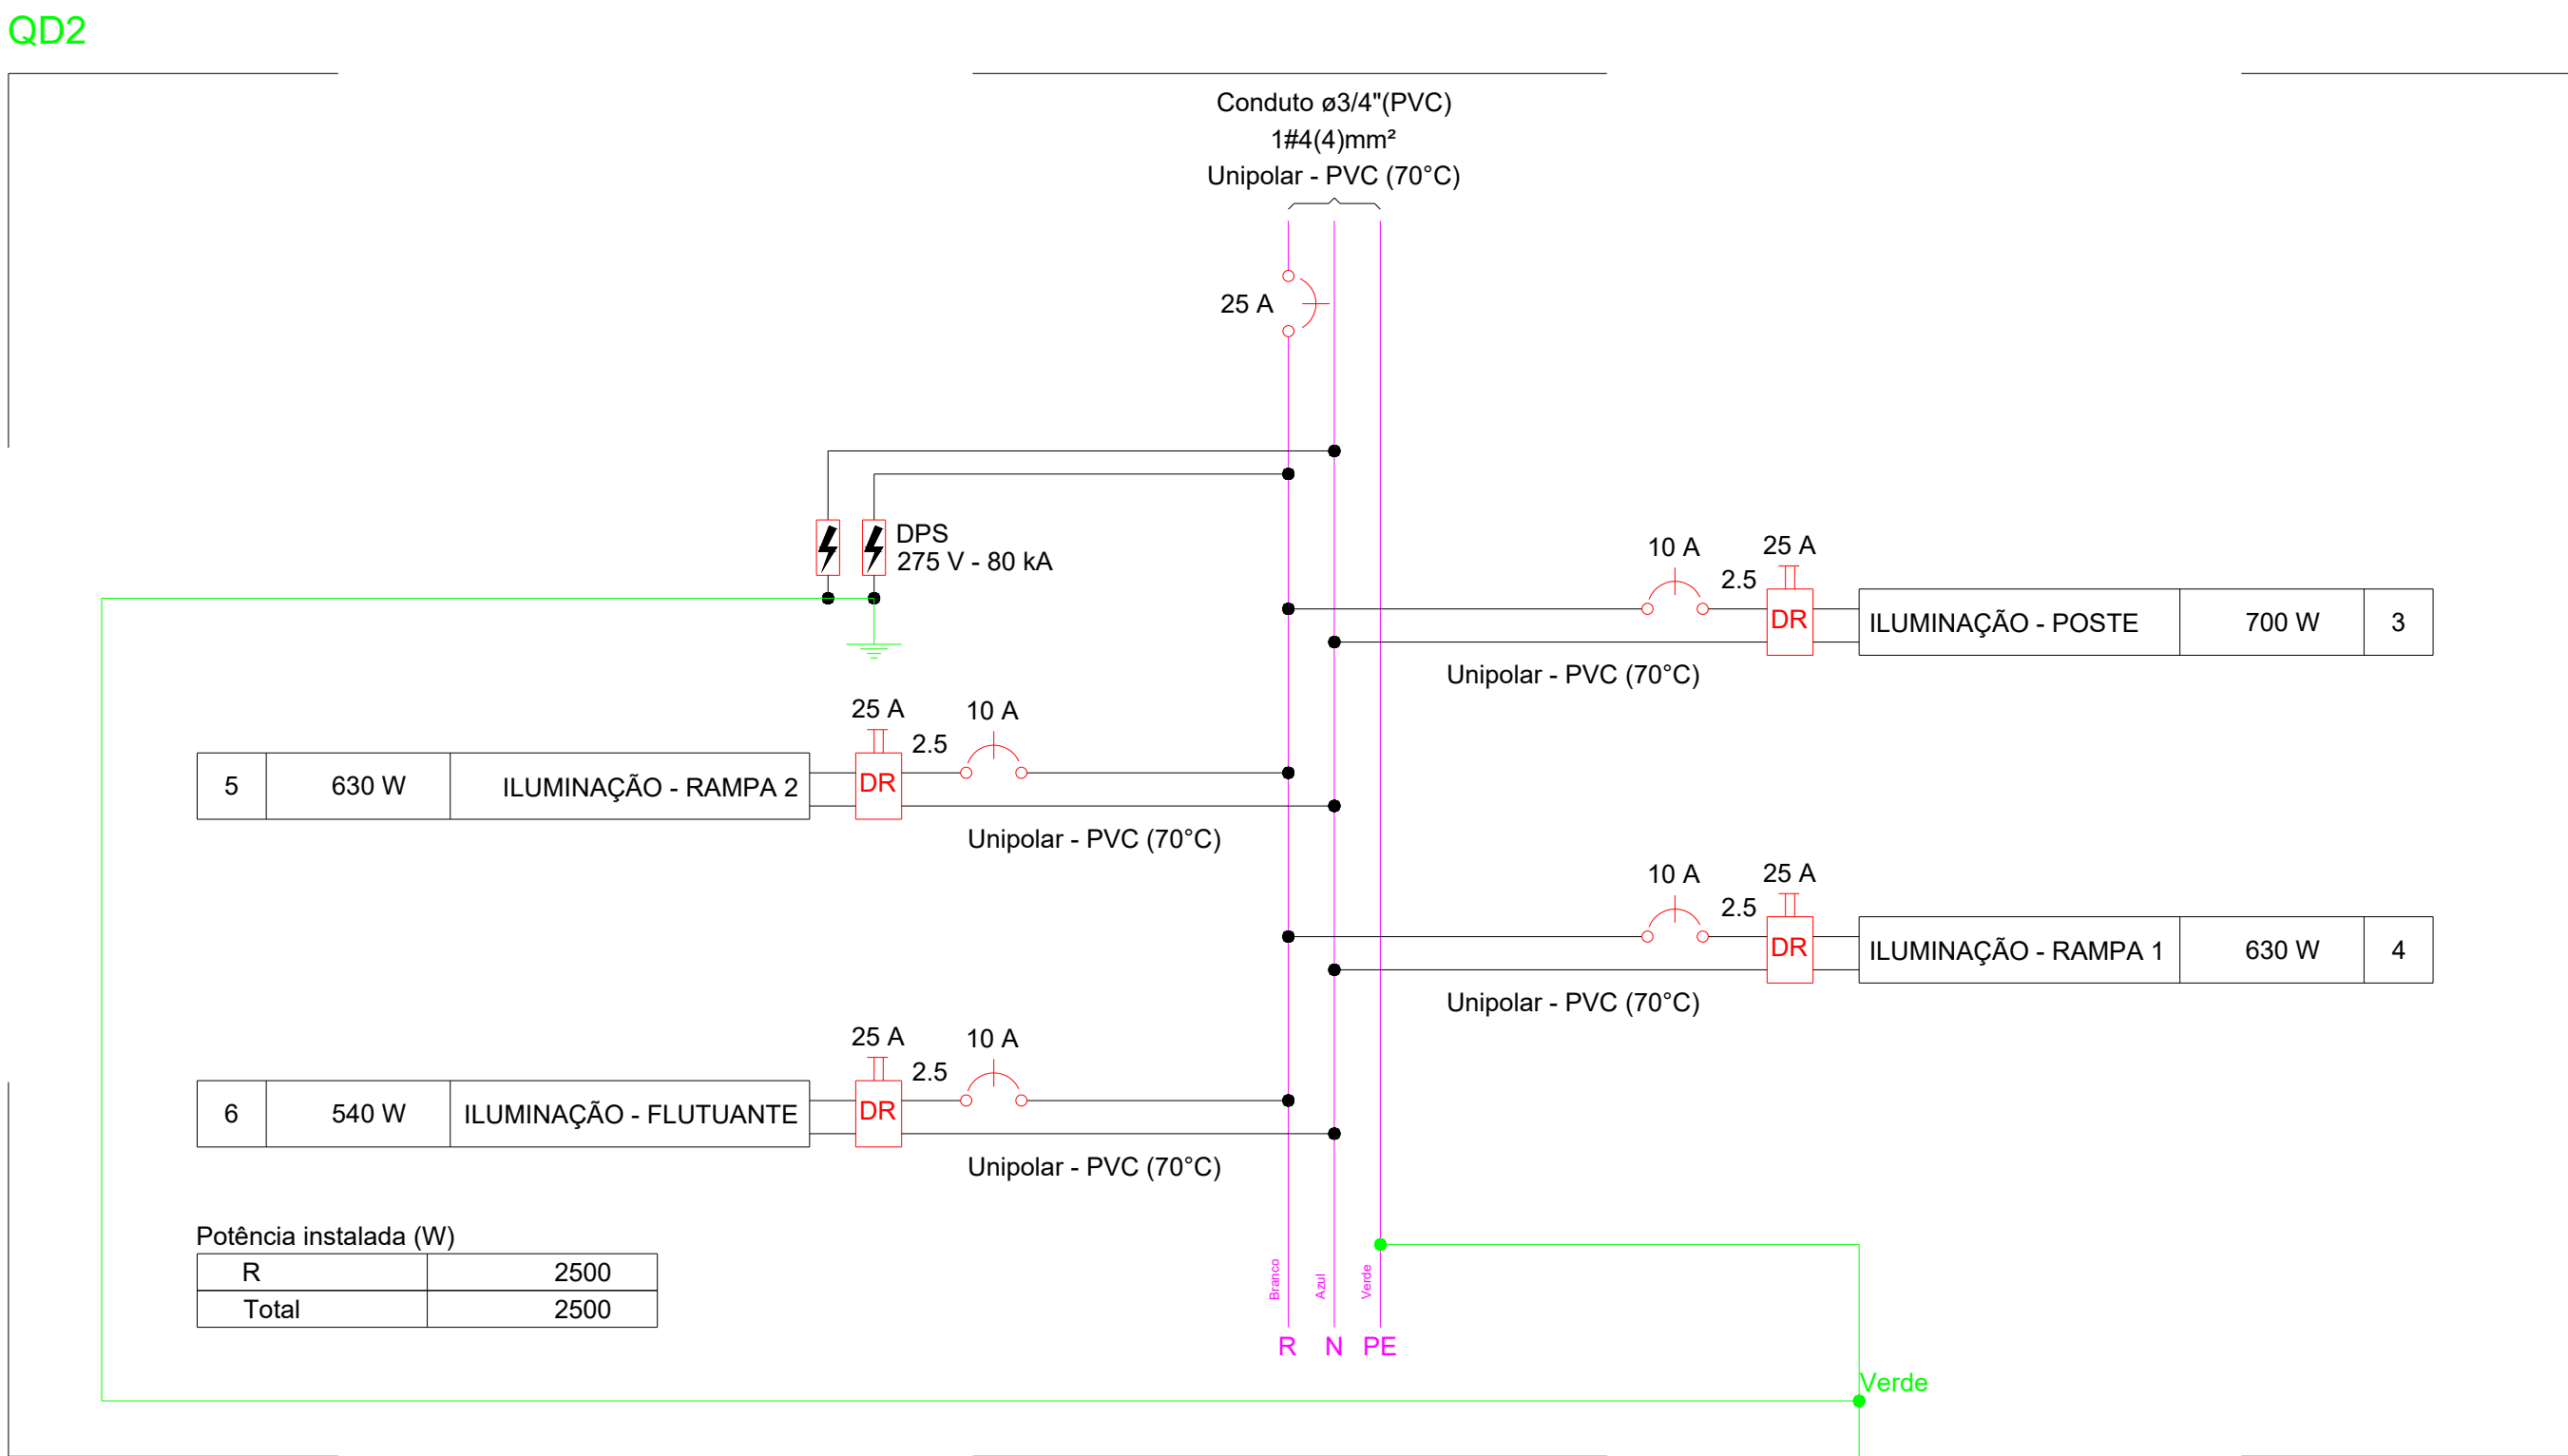 QD2
Conduto ø3/4"(PVC)
1#4(4)mm²
Unipolar - PVC (70°C)
25 A
DPS
275 V - 80 kA
10 A
25 A
2.5
DR
ILUMINAÇÃO - POSTE 700 W 3
Unipolar - PVC (70°C)
25 A
10 A
2.5
5 630 W ILUMINAÇÃO - RAMPA 2
DR
Unipolar - PVC (70°C)
10 A
25 A
2.5
DR
ILUMINAÇÃO - RAMPA 1 630 W 4
Unipolar - PVC (70°C)
25 A
10 A
2.5
6 540 W ILUMINAÇÃO - FLUTUANTE
DR
Unipolar - PVC (70°C)
Potência instalada (W)
R 2500
Total 2500
Branco
Azul
Verde
R N PE
Verde